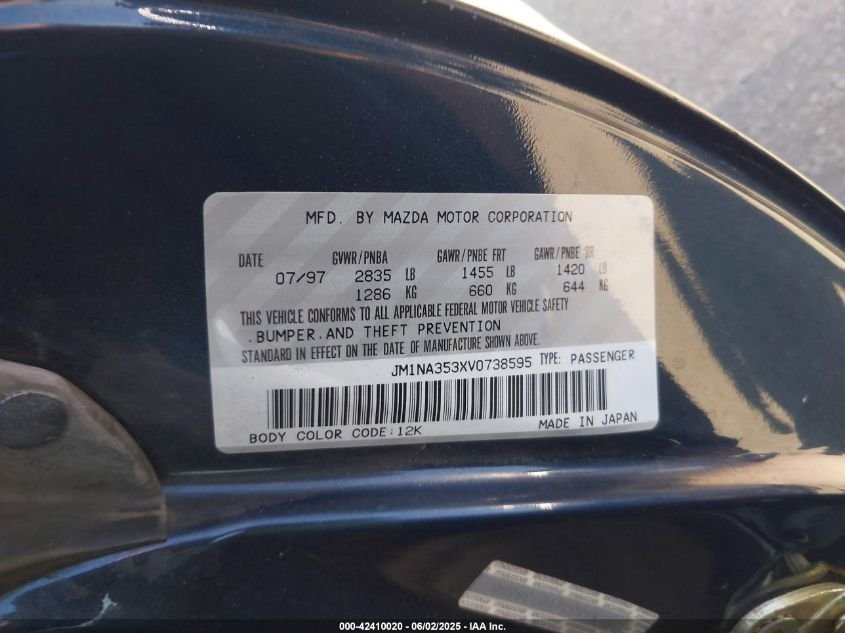 MFD. BY MAZDA MOTOR CORPORATION
DATE GVWR/PNBA GAWR/PNBE FRT GAWR/PNBE RR
07/97 2835 LB 1455 LB 1420 LB
1286 KG 660 KG 644 KG
THIS VEHICLE CONFORMS TO ALL APPLICABLE FEDERAL MOTOR VEHICLE SAFETY
.BUMPER.AND THEFT PREVENTION
STANDARD IN EFFECT ON THE DATE OF MANUFACTURE SHOWN ABOVE.
JM1NA353XV0738595 TYPE: PASSENGER
BODY COLOR CODE:12K MADE IN JAPAN
000-42410020 - 06/02/2025 - IAA Inc.